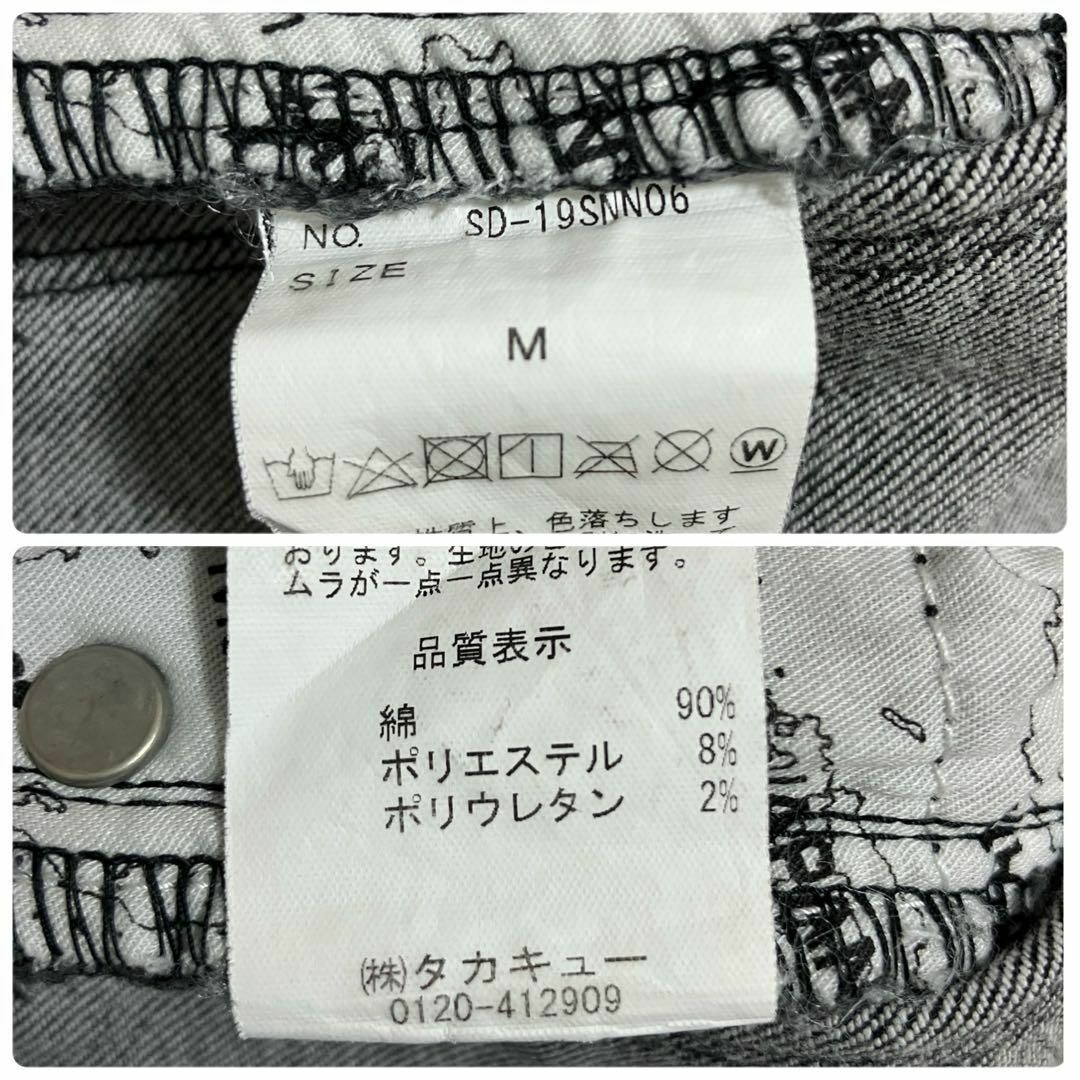 NO. SD-19SNN06
SIZE
M
W
性質上、色落ちします
おります。生地の
ムラが一点一点異なります。
品質表示
綿 90%
ポリエステル 8%
ポリウレタン 2%
㈱タカキュー
0120-412909